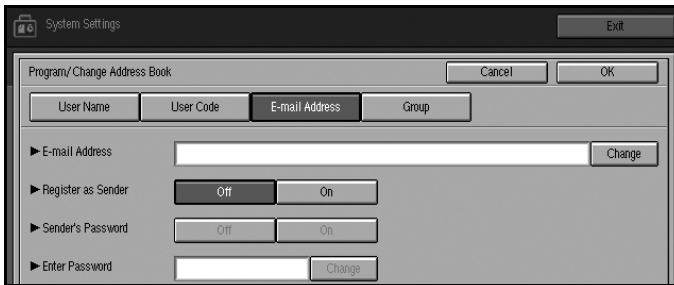 System Settings Exit
Program/Change Address Book Cancel OK
User Name User Code E-mail Address Group
►E-mail Address Change
►Register as Sender Off On
►Sender's Password Off On
►Enter Password Change